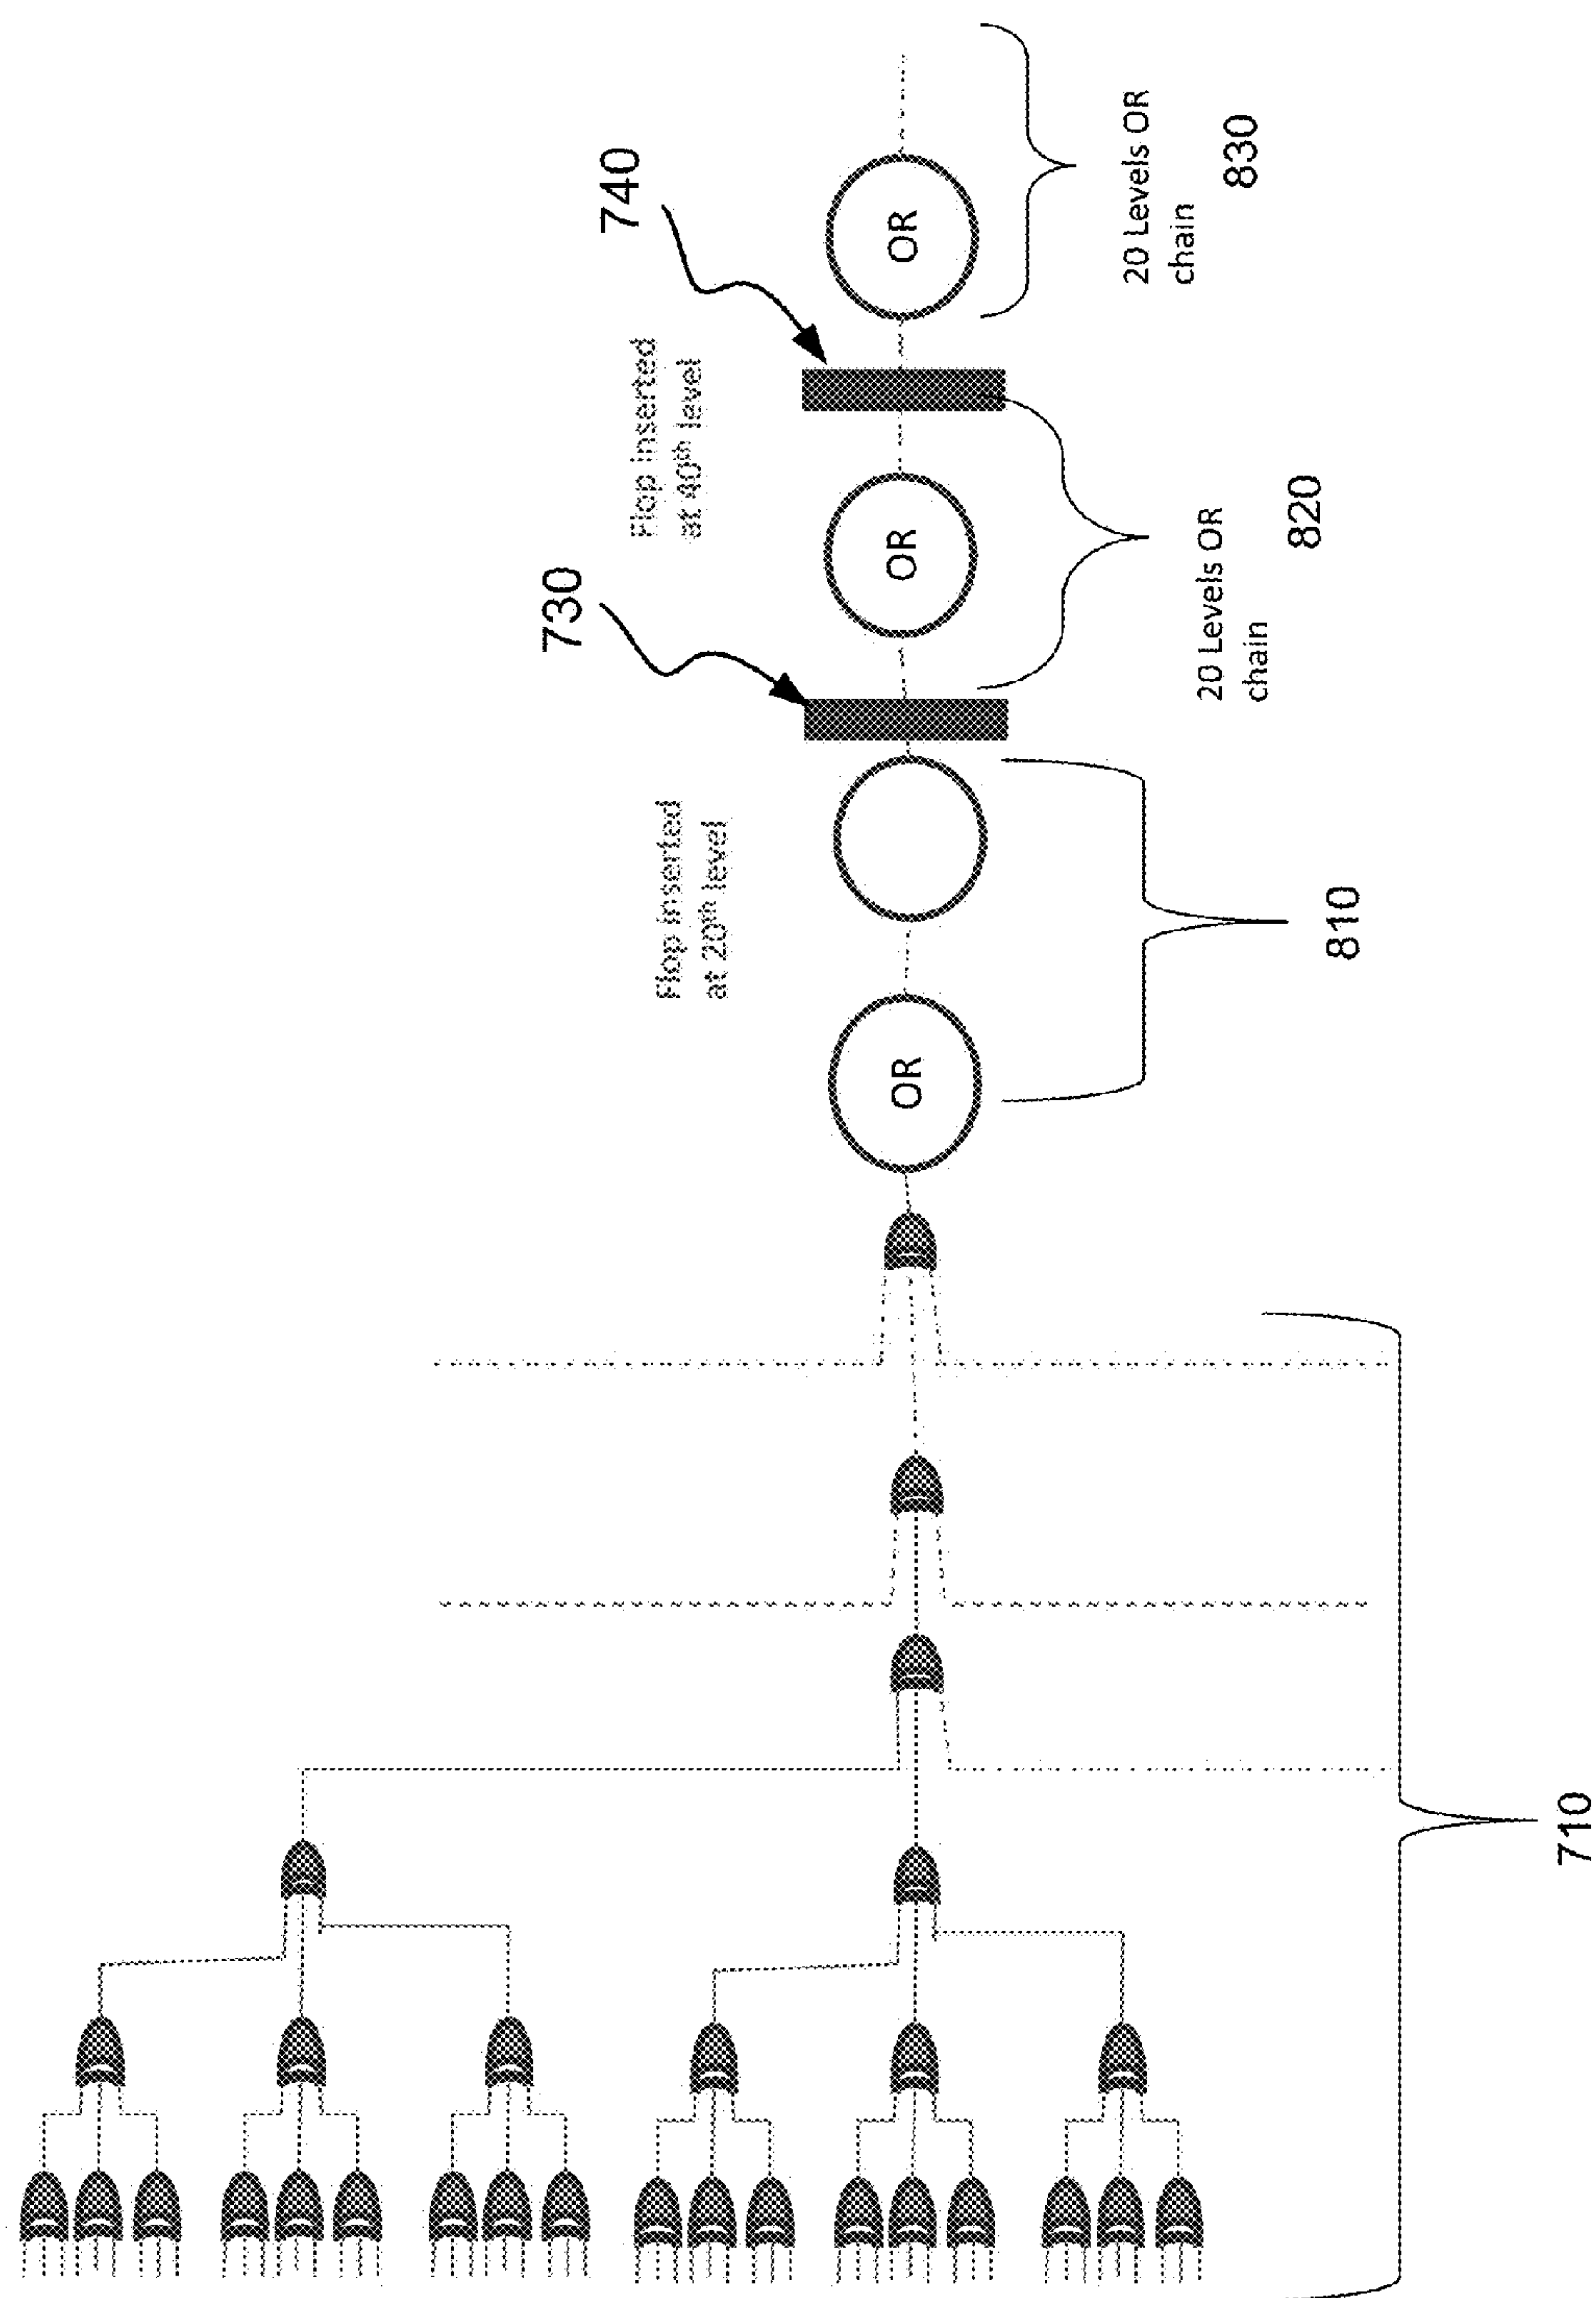 740
Flop inserted
at 40th level
730
Flop inserted
at 20th level
OR
OR
OR
20 Levels OR
chain
830
20 Levels OR
chain
820
810
710